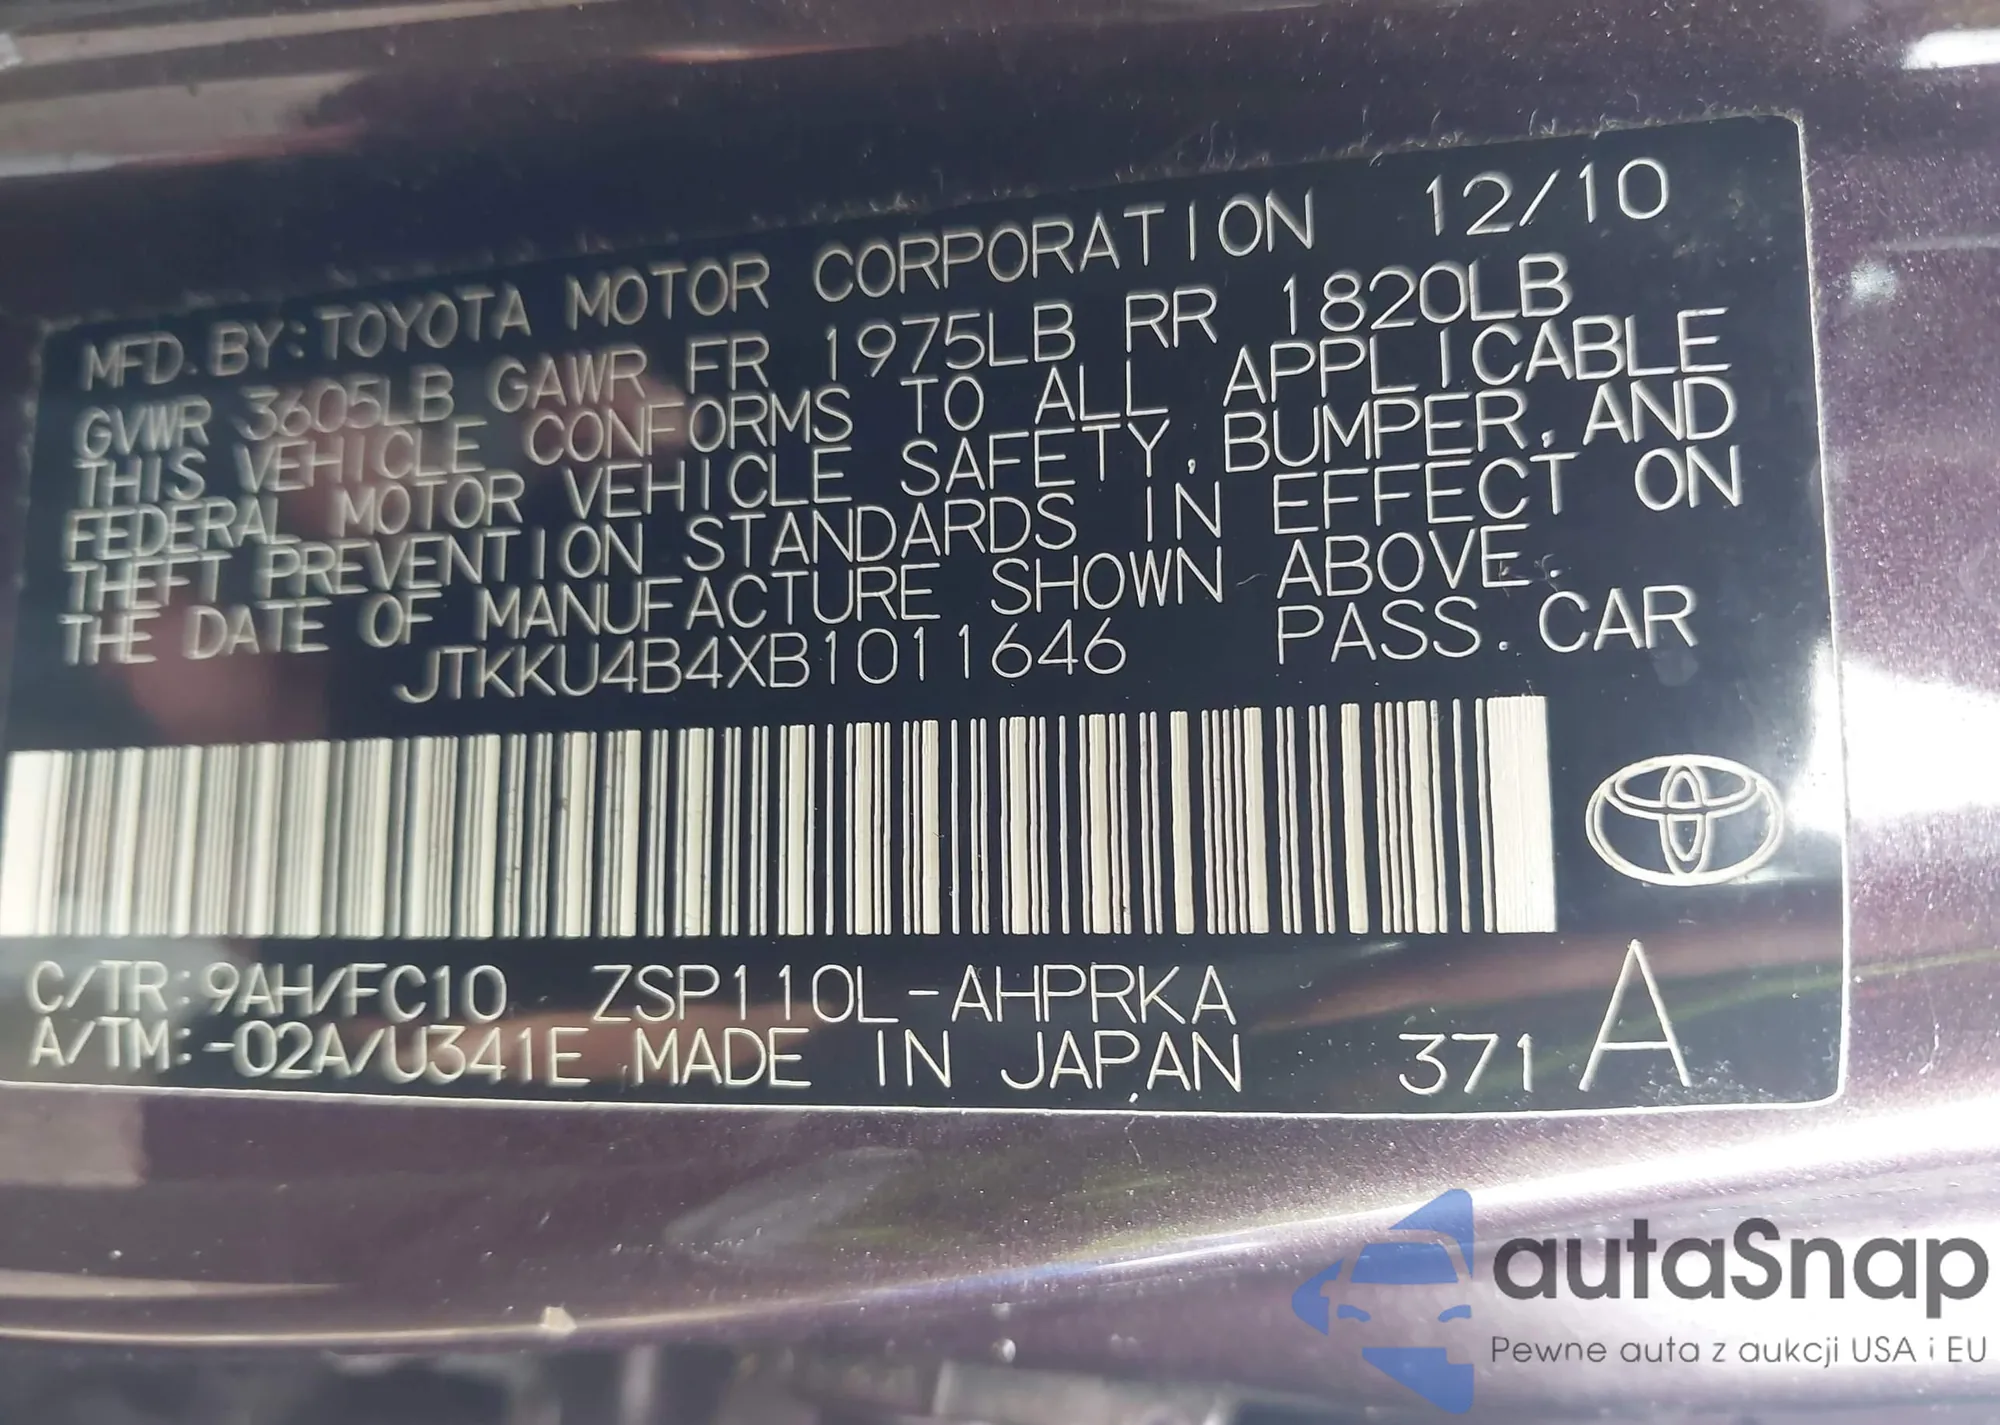 MFD. BY: TOYOTA MOTOR CORPORATION 12/10
GVWR 3605LB GAWR FR 1975LB RR 1820LB
THIS VEHICLE CONFORMS TO ALL APPLICABLE
FEDERAL MOTOR VEHICLE SAFETY, BUMPER, AND
THEFT PREVENTION STANDARDS IN EFFECT ON
THE DATE OF MANUFACTURE SHOWN ABOVE.
JTKKU4B4XB1011646 PASS. CAR
C/TR: 9AH/FC10 ZSP110L-AHPRKA
A/TM: -02A/U341E MADE IN JAPAN 371 A
autaSnap
Pewne auta z aukcji USA i EU